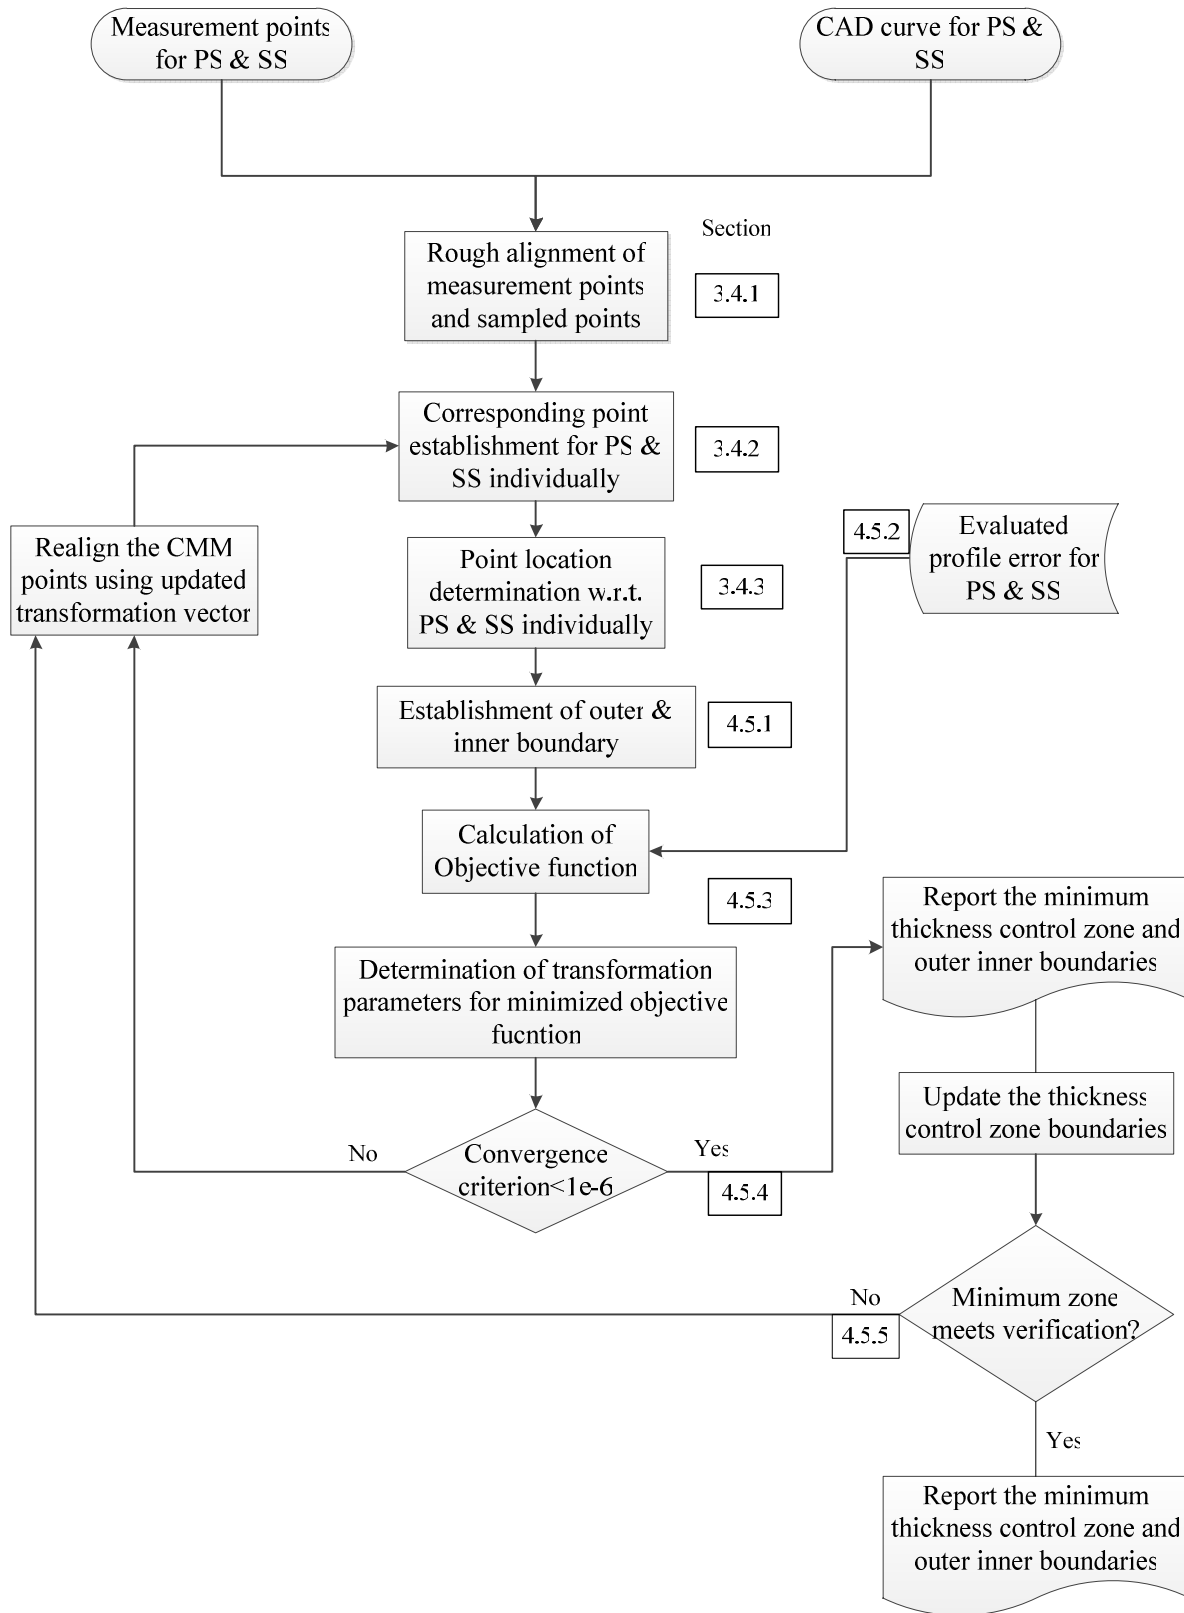 Measurement points
for PS & SS
CAD curve for PS &
SS
Section
Rough alignment of
measurement points
and sampled points
3.4.1
Corresponding point
establishment for PS &
SS individually
3.4.2
Realign the CMM
points using updated
transformation vector
Point location
determination w.r.t.
PS & SS individually
3.4.3
4.5.2
Evaluated
profile error for
PS & SS
Establishment of outer &
inner boundary
4.5.1
Calculation of
Objective function
4.5.3
Determination of transformation
parameters for minimized objective
fucntion
Report the minimum
thickness control zone and
outer inner boundaries
Update the thickness
control zone boundaries
No
Convergence
criterion<1e-6
Yes
4.5.4
No
4.5.5
Minimum zone
meets verification?
Yes
Report the minimum
thickness control zone and
outer inner boundaries